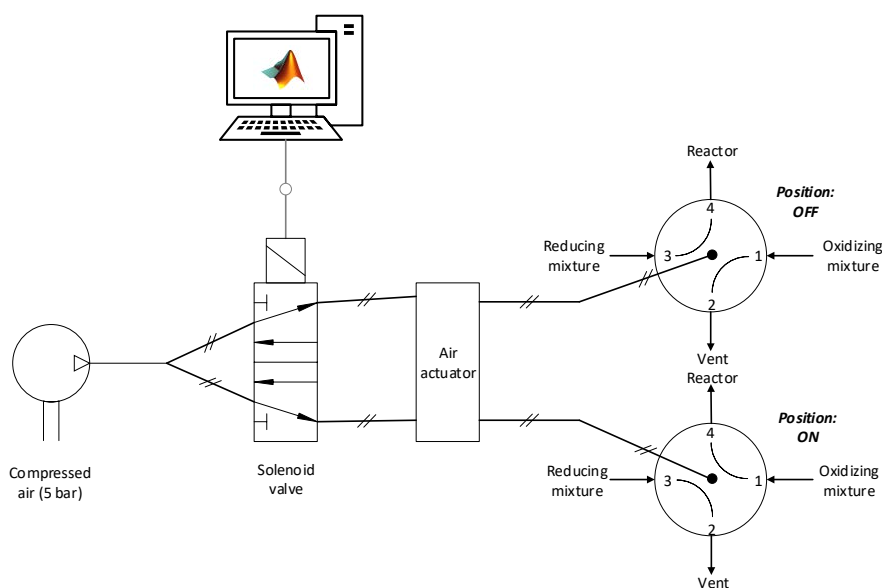 Reactor
Position:
OFF
4
Reducing
mixture
3
1
Oxidizing
mixture
2
Vent
Air
actuator
Compressed
air (5 bar)
Solenoid
valve
Reactor
Position:
ON
4
Reducing
mixture
3
1
Oxidizing
mixture
2
Vent